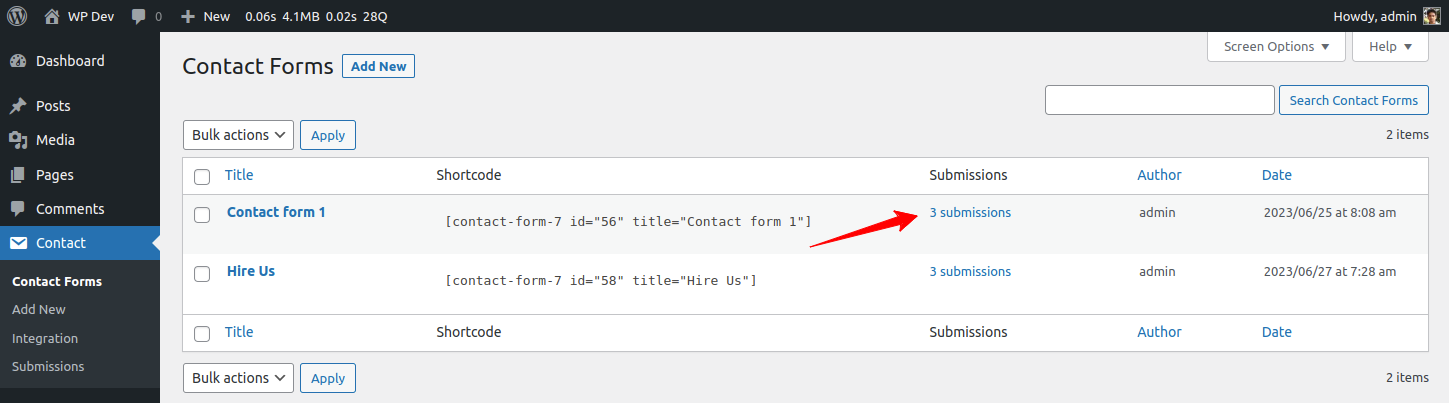 WP Dev 0 New 0.06s 4.1MB 0.02s 28Q Howdy, admin
Dashboard
Posts
Media
Pages
Comments
Contact
Contact Forms
Add New
Integration
Submissions
Screen Options Help
Contact Forms Add New
Search Contact Forms
Bulk actions Apply 2 items
Title Shortcode Submissions Author Date
Contact form 1 [contact-form-7 id="56" title="Contact form 1"] 3 submissions admin 2023/06/25 at 8:08 am
Hire Us [contact-form-7 id="58" title="Hire Us"] 3 submissions admin 2023/06/27 at 7:28 am
Title Shortcode Submissions Author Date
Bulk actions Apply 2 items